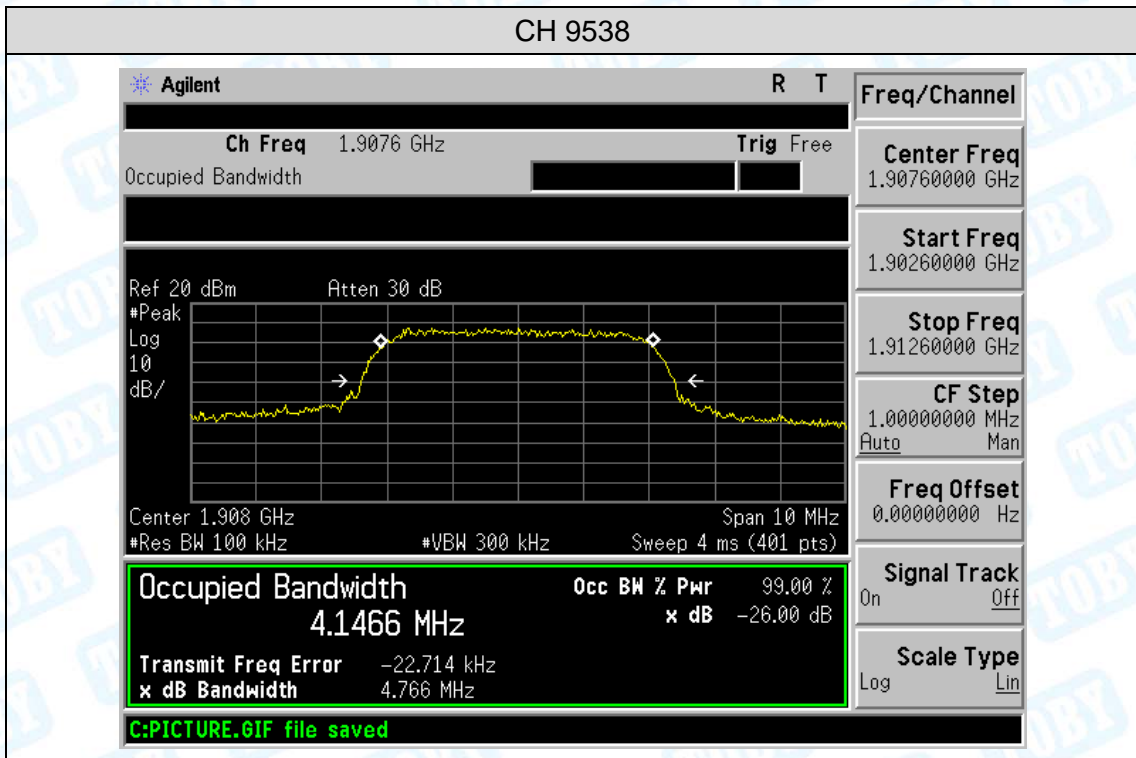 CH 9538
Agilent R T
Ch Freq 1.9076 GHz Trig Free
Occupied Bandwidth
Ref 20 dBm Atten 30 dB
#Peak
Log
10
dB/
Center 1.908 GHz Span 10 MHz
#Res BW 100 kHz #VBW 300 kHz Sweep 4 ms (401 pts)
Occupied Bandwidth Occ BW % Pwr 99.00 %
4.1466 MHz x dB -26.00 dB
Transmit Freq Error -22.714 kHz
x dB Bandwidth 4.766 MHz
C:PICTURE.GIF file saved
Freq/Channel
Center Freq
1.90760000 GHz
Start Freq
1.90260000 GHz
Stop Freq
1.91260000 GHz
CF Step
1.00000000 MHz
Auto Man
Freq Offset
0.00000000 Hz
Signal Track
On Off
Scale Type
Log Lin
TOBY